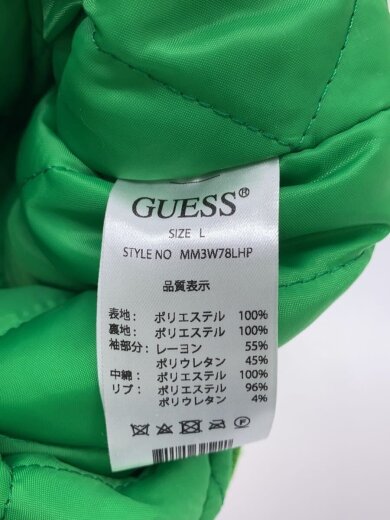 GUESS®
SIZE L
STYLE NO MM3W78LHP
品質表示
表地: ポリエステル 100%
裏地: ポリエステル 100%
袖部分: レーヨン 55%
ポリウレタン 45%
中綿: ポリエステル 100%
リブ: ポリエステル 96%
ポリウレタン 4%